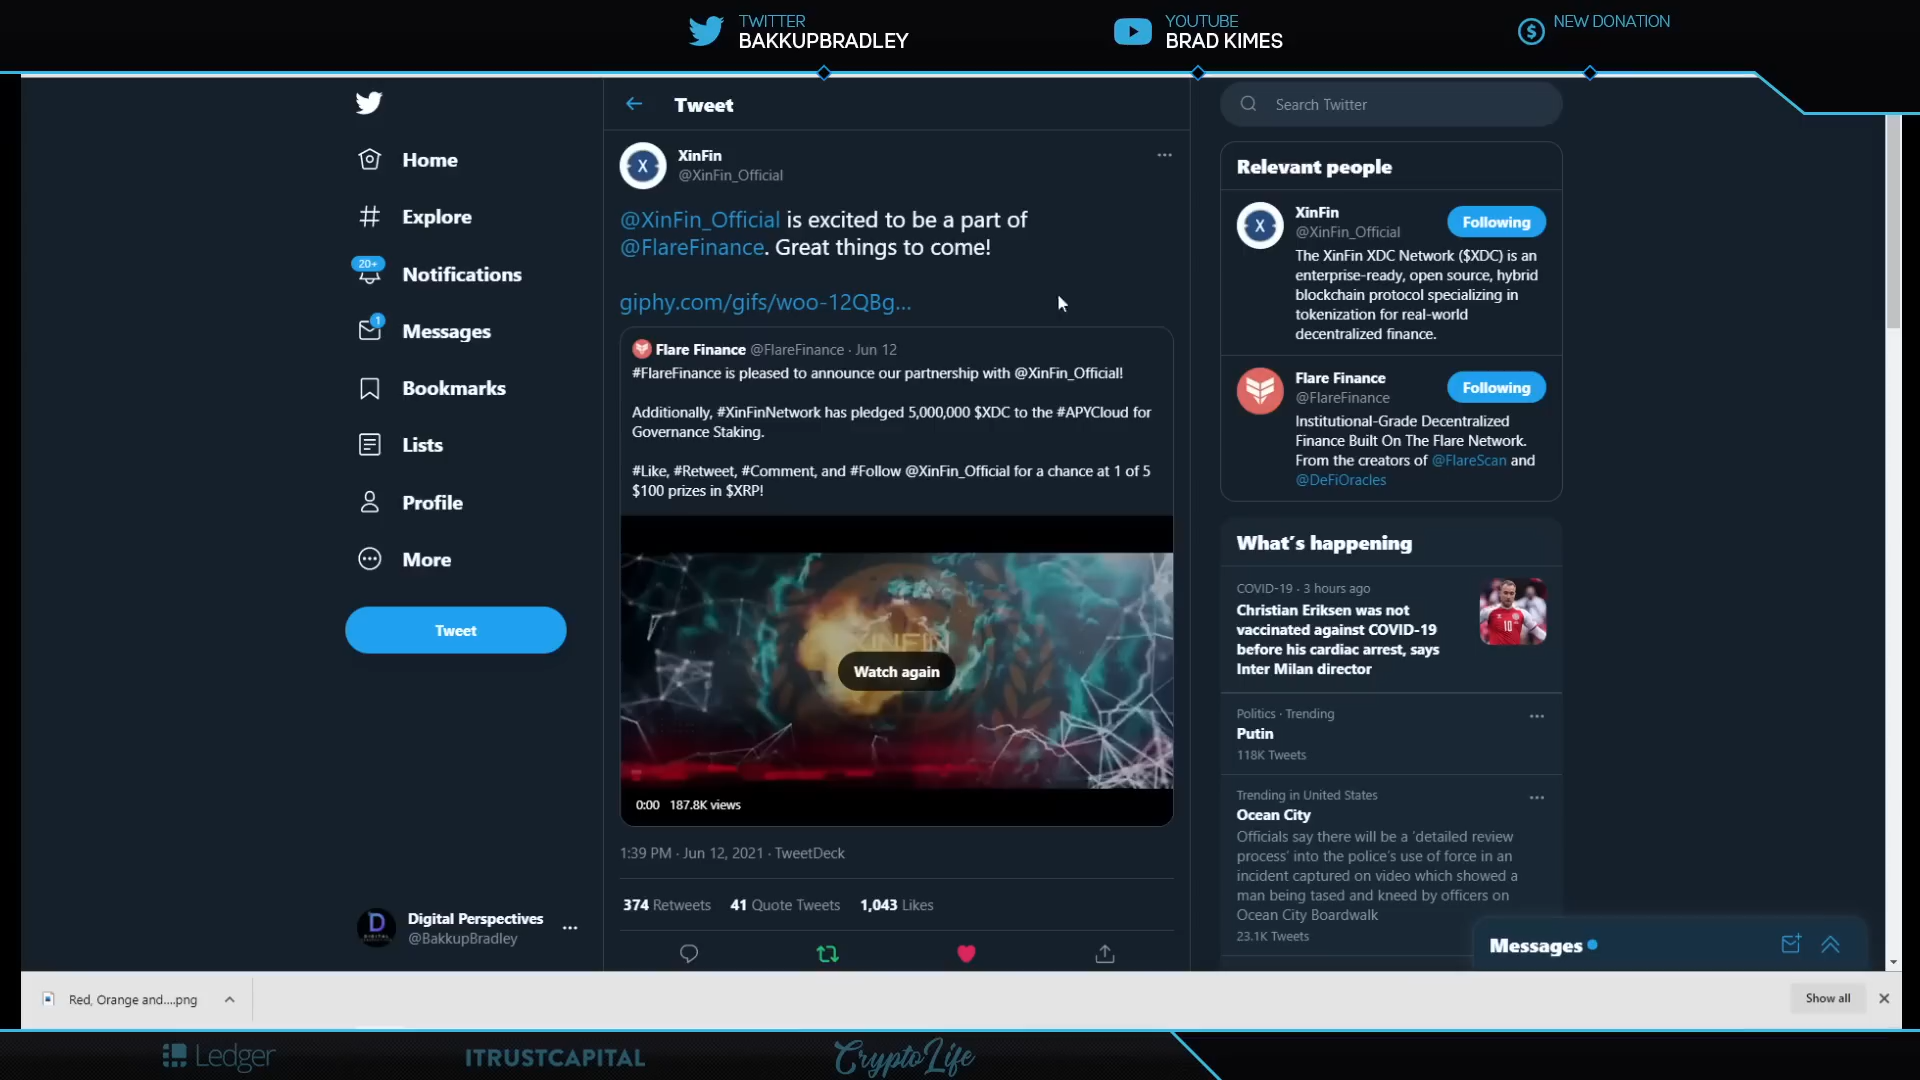 TWITTER
BAKKUPBRADLEY
YOUTUBE
BRAD KIMES
NEW DONATION
Home
Explore
20+
Notifications
1
Messages
Bookmarks
Lists
Profile
More
Tweet
Digital Perspectives
@BakkupBradley
Tweet
XinFin
@XinFin_Official
@XinFin_Official is excited to be a part of
@FlareFinance. Great things to come!
giphy.com/gifs/woo-12QBg...
Flare Finance @FlareFinance · Jun 12
#FlareFinance is pleased to announce our partnership with @XinFin_Official!
Additionally, #XinFinNetwork has pledged 5,000,000 $XDC to the #APYCloud for
Governance Staking.
#Like, #Retweet, #Comment, and #Follow @XinFin_Official for a chance at 1 of 5
$100 prizes in $XRP!
XINFIN
Watch again
0:00 187.8K views
1:39 PM · Jun 12, 2021 · TweetDeck
374 Retweets 41 Quote Tweets 1,043 Likes
Search Twitter
Relevant people
XinFin
@XinFin_Official
Following
The XinFin XDC Network ($XDC) is an
enterprise-ready, open source, hybrid
blockchain protocol specializing in
tokenization for real-world
decentralized finance.
Flare Finance
@FlareFinance
Following
Institutional-Grade Decentralized
Finance Built On The Flare Network.
From the creators of @FlareScan and
@DeFiOracles
What's happening
COVID-19 · 3 hours ago
Christian Eriksen was not
vaccinated against COVID-19
before his cardiac arrest, says
Inter Milan director
Politics · Trending
Putin
118K Tweets
Trending in United States
Ocean City
Officials say there will be a 'detailed review
process' into the police's use of force in an
incident captured on video which showed a
man being tased and kneed by officers on
Ocean City Boardwalk
23.1K Tweets
Messages
Red, Orange and....png
Show all
Ledger
ITRUSTCAPITAL
CryptoLife